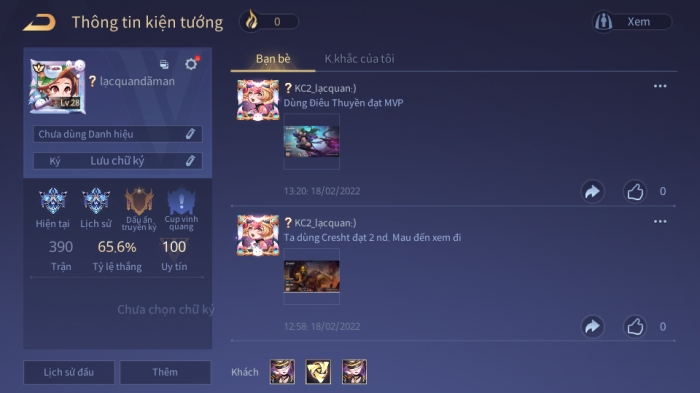 Thông tin kiện tướng
0
Xem
? lạcquandãman
Lv.28
Chưa dùng Danh hiệu
Ký Lưu chữ ký
Hiện tại
Lịch sử
Dấu ấn truyền kỳ
Cup vinh quang
390
65.6%
100
Trận
Tỷ lệ thắng
Uy tín
Chưa chọn chữ ký
Lịch sử đấu
Thêm
Bạn bè
K.khắc của tôi
? KC2_lạcquan:)
Dùng Điêu Thuyền đạt MVP
13:20 18/02/2022
0
? KC2_lạcquan:)
Ta dùng Cresht đạt 2 nd. Mau đến xem đi
12:58 18/02/2022
0
Khách